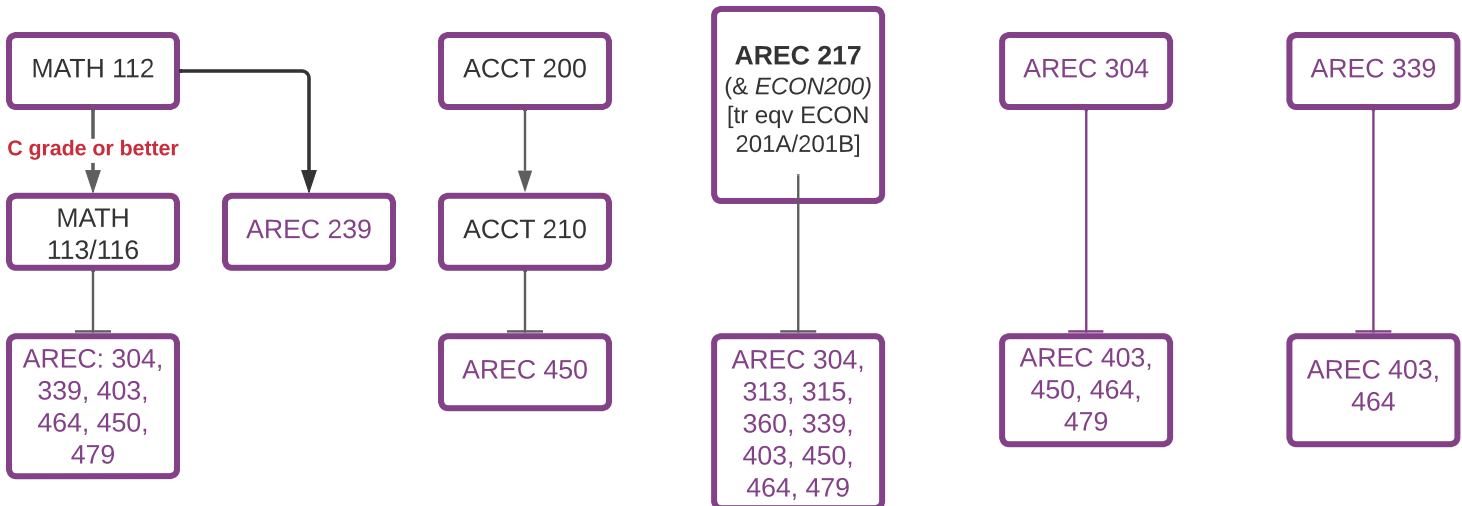 MATH 112
C grade or better
MATH
113/116
AREC: 304,
339, 403,
464, 450,
479
AREC 239
ACCT 200
ACCT 210
AREC 450
AREC 217
(& ECON200)
[tr eqv ECON
201A/201B]
AREC 304,
313, 315,
360, 339,
403, 450,
464, 479
AREC 304
AREC 403,
450, 464,
479
AREC 339
AREC 403,
464